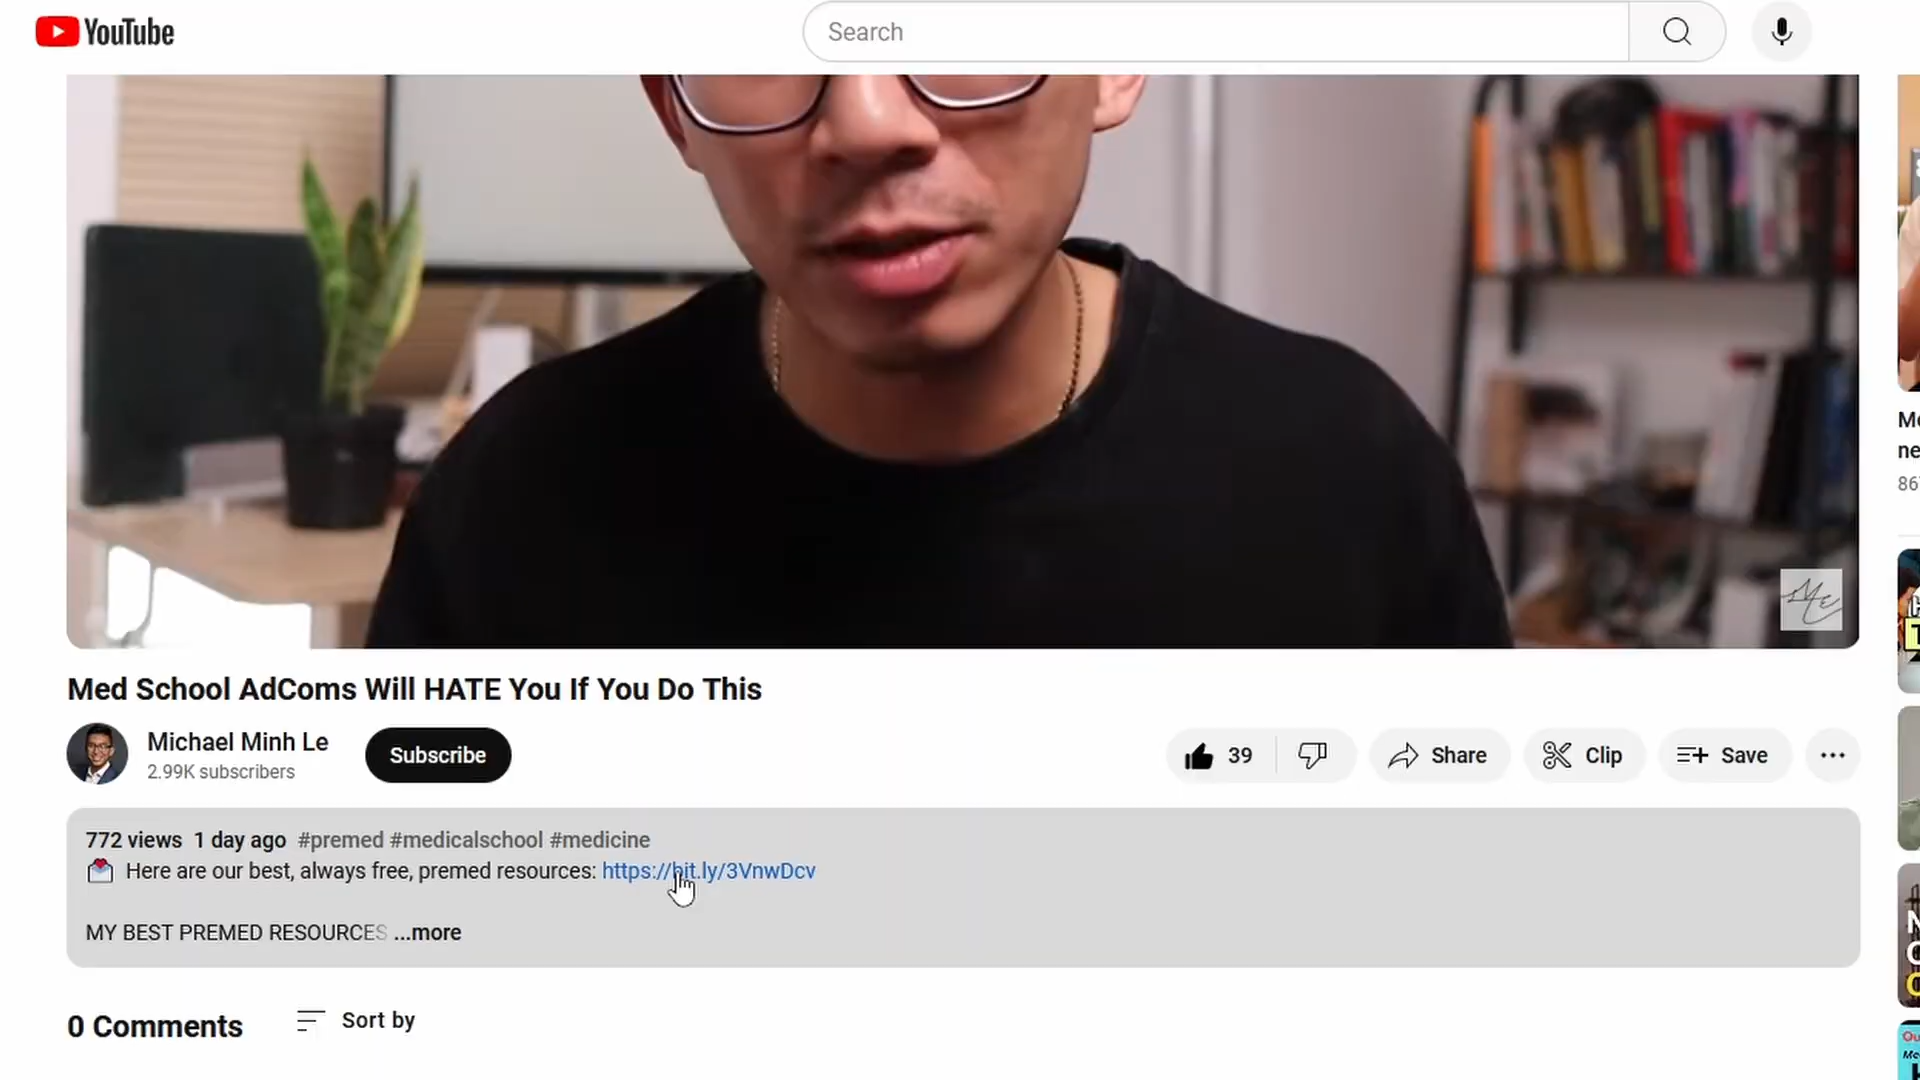 YouTube
Search
Med School AdComs Will HATE You If You Do This
Michael Minh Le
2.99K subscribers
Subscribe
39
Share
Clip
Save
772 views 1 day ago #premed #medicalschool #medicine
Here are our best, always free, premed resources: https://bit.ly/3VnwDcv
MY BEST PREMED RESOURCES ...more
0 Comments
Sort by